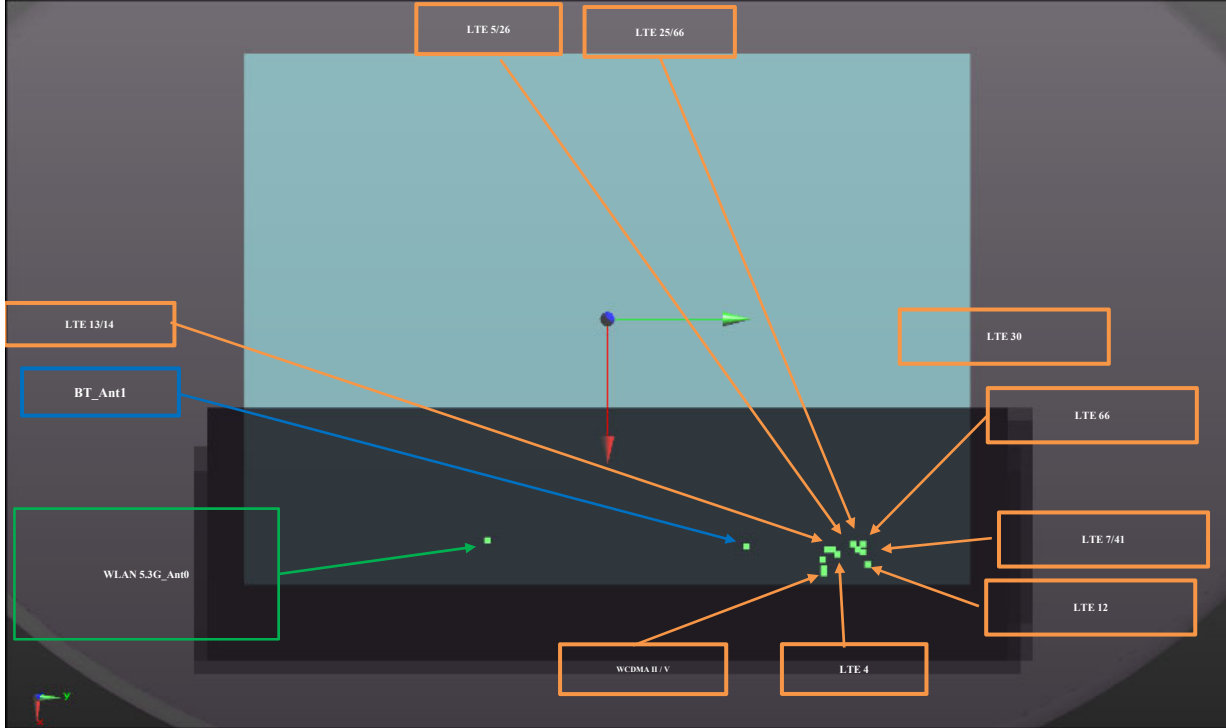 LTE 5/26
LTE 25/66
LTE 13/14
LTE 30
BT_Ant1
LTE 66
LTE 7/41
WLAN 5.3G_Ant0
LTE 12
WCDMA II / V
LTE 4
y